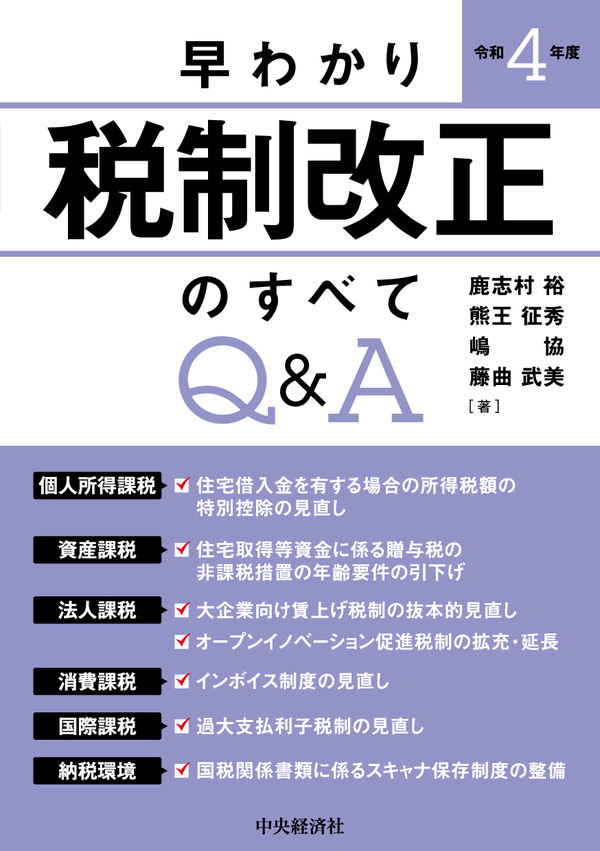 令和4年度
早わかり
税制改正
のすべて
Q&A
鹿志村 裕
熊王 征秀
嶋 協
藤曲 武美
[著]
個人所得課税
住宅借入金を有する場合の所得税額の
特別控除の見直し
資産課税
住宅取得等資金に係る贈与税の
非課税措置の年齢要件の引下げ
法人課税
大企業向け賃上げ税制の抜本的見直し
オープンイノベーション促進税制の拡充・延長
消費課税
インボイス制度の見直し
国際課税
過大支払利子税制の見直し
納税環境
国税関係書類に係るスキャナ保存制度の整備
中央経済社